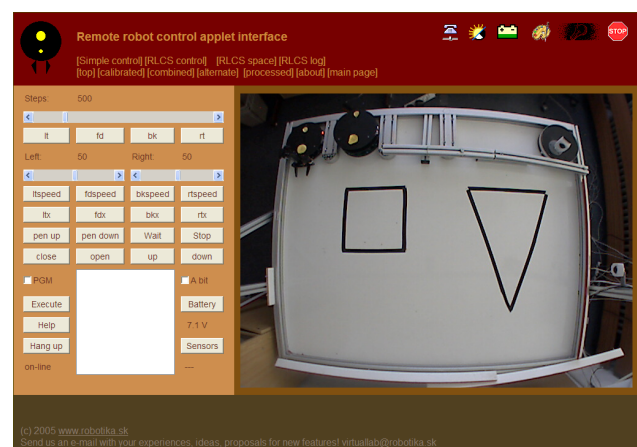 Remote robot control applet interface
STOP
[Simple control] [RLCS control] [RLCS space] [RLCS log]
[top] [calibrated] [combined] [alternate] [processed] [about] [main page]
Steps: 500
lt fd bk rt
Left: 50 Right: 50
ltspeed fdspeed bkspeed rtspeed
ltx fdx bkx rtx
pen up pen down Wait Stop
close open up down
PGM A bit
Execute Battery
Help 7.1 V
Hang up Sensors
on-line ---
(c) 2005 www.robotika.sk
Send us an e-mail with your experiences, ideas, proposals for new features! virtuallab@robotika.sk